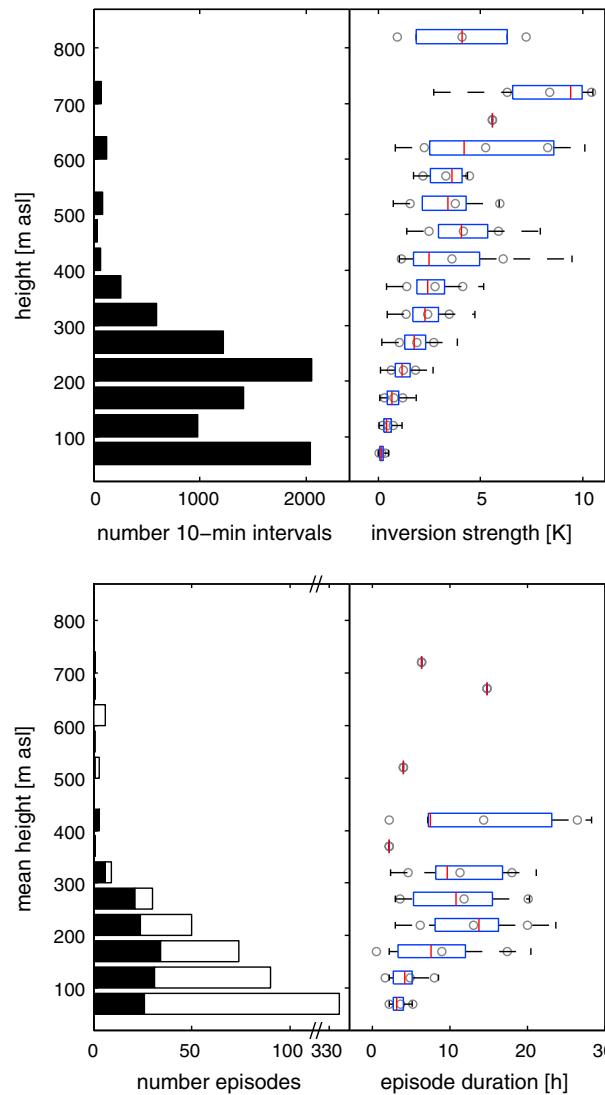 800
700
600
500
400
300
200
100
height [m asl]
0 1000 2000
0 5 10
number 10−min intervals
inversion strength [K]
800
700
600
500
400
300
200
100
mean height [m asl]
0 50 100 330
0 10 20 30
number episodes
episode duration [h]